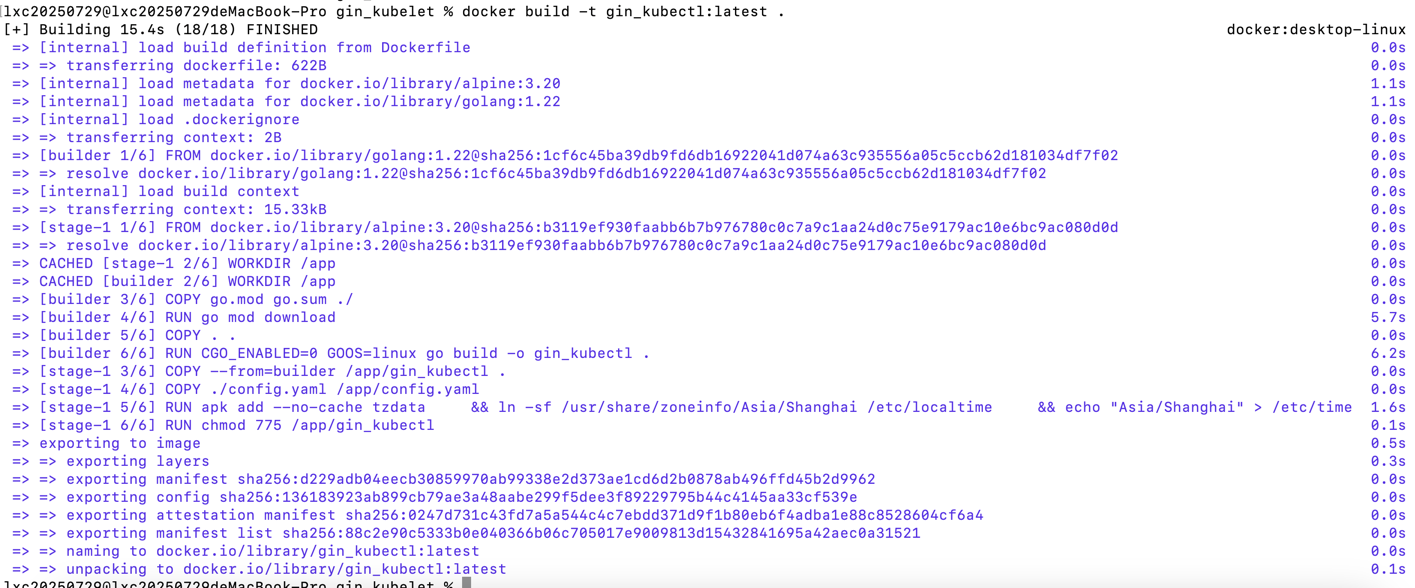 lxc20250729@lxc20250729deMacBook-Pro gin_kubelet % docker build -t gin_kubectl:latest .
[+] Building 15.4s (18/18) FINISHED docker:desktop-linux
=> [internal] load build definition from Dockerfile 0.0s
=> => transferring dockerfile: 622B 0.0s
=> [internal] load metadata for docker.io/library/alpine:3.20 1.1s
=> [internal] load metadata for docker.io/library/golang:1.22 1.1s
=> [internal] load .dockerignore 0.0s
=> => transferring context: 2B 0.0s
=> [builder 1/6] FROM docker.io/library/golang:1.22@sha256:1cf6c45ba39db9fd6db16922041d074a63c935556a05c5ccb62d181034df7f02 0.0s
=> => resolve docker.io/library/golang:1.22@sha256:1cf6c45ba39db9fd6db16922041d074a63c935556a05c5ccb62d181034df7f02 0.0s
=> [internal] load build context 0.0s
=> => transferring context: 15.33kB 0.0s
=> [stage-1 1/6] FROM docker.io/library/alpine:3.20@sha256:b3119ef930faabb6b7b976780c0c7a9c1aa24d0c75e9179ac10e6bc9ac080d0d 0.0s
=> => resolve docker.io/library/alpine:3.20@sha256:b3119ef930faabb6b7b976780c0c7a9c1aa24d0c75e9179ac10e6bc9ac080d0d 0.0s
=> CACHED [stage-1 2/6] WORKDIR /app 0.0s
=> CACHED [builder 2/6] WORKDIR /app 0.0s
=> [builder 3/6] COPY go.mod go.sum ./ 0.0s
=> [builder 4/6] RUN go mod download 5.7s
=> [builder 5/6] COPY . . 0.0s
=> [builder 6/6] RUN CGO_ENABLED=0 GOOS=linux go build -o gin_kubectl . 6.2s
=> [stage-1 3/6] COPY --from=builder /app/gin_kubectl . 0.0s
=> [stage-1 4/6] COPY ./config.yaml /app/config.yaml 0.0s
=> [stage-1 5/6] RUN apk add --no-cache tzdata     && ln -sf /usr/share/zoneinfo/Asia/Shanghai /etc/localtime     && echo "Asia/Shanghai" > /etc/time 1.6s
=> [stage-1 6/6] RUN chmod 775 /app/gin_kubectl 0.1s
=> exporting to image 0.5s
=> => exporting layers 0.3s
=> => exporting manifest sha256:d229adb04eecb30859970ab99338e2d373ae1cd6d2b0878ab496ffd45b2d9962 0.0s
=> => exporting config sha256:136183923ab899cb79ae3a48aabe299f5dee3f89229795b44c4145aa33cf539e 0.0s
=> => exporting attestation manifest sha256:0247d731c43fd7a5a544c4c7ebdd371d9f1b80eb6f4adba1e88c8528604cf6a4 0.0s
=> => exporting manifest list sha256:88c2e90c5333b0e040366b06c705017e9009813d15432841695a42aec0a31521 0.0s
=> => naming to docker.io/library/gin_kubectl:latest 0.0s
=> => unpacking to docker.io/library/gin_kubectl:latest 0.1s
lxc20250729@lxc20250729deMacBook-Pro gin_kubelet %